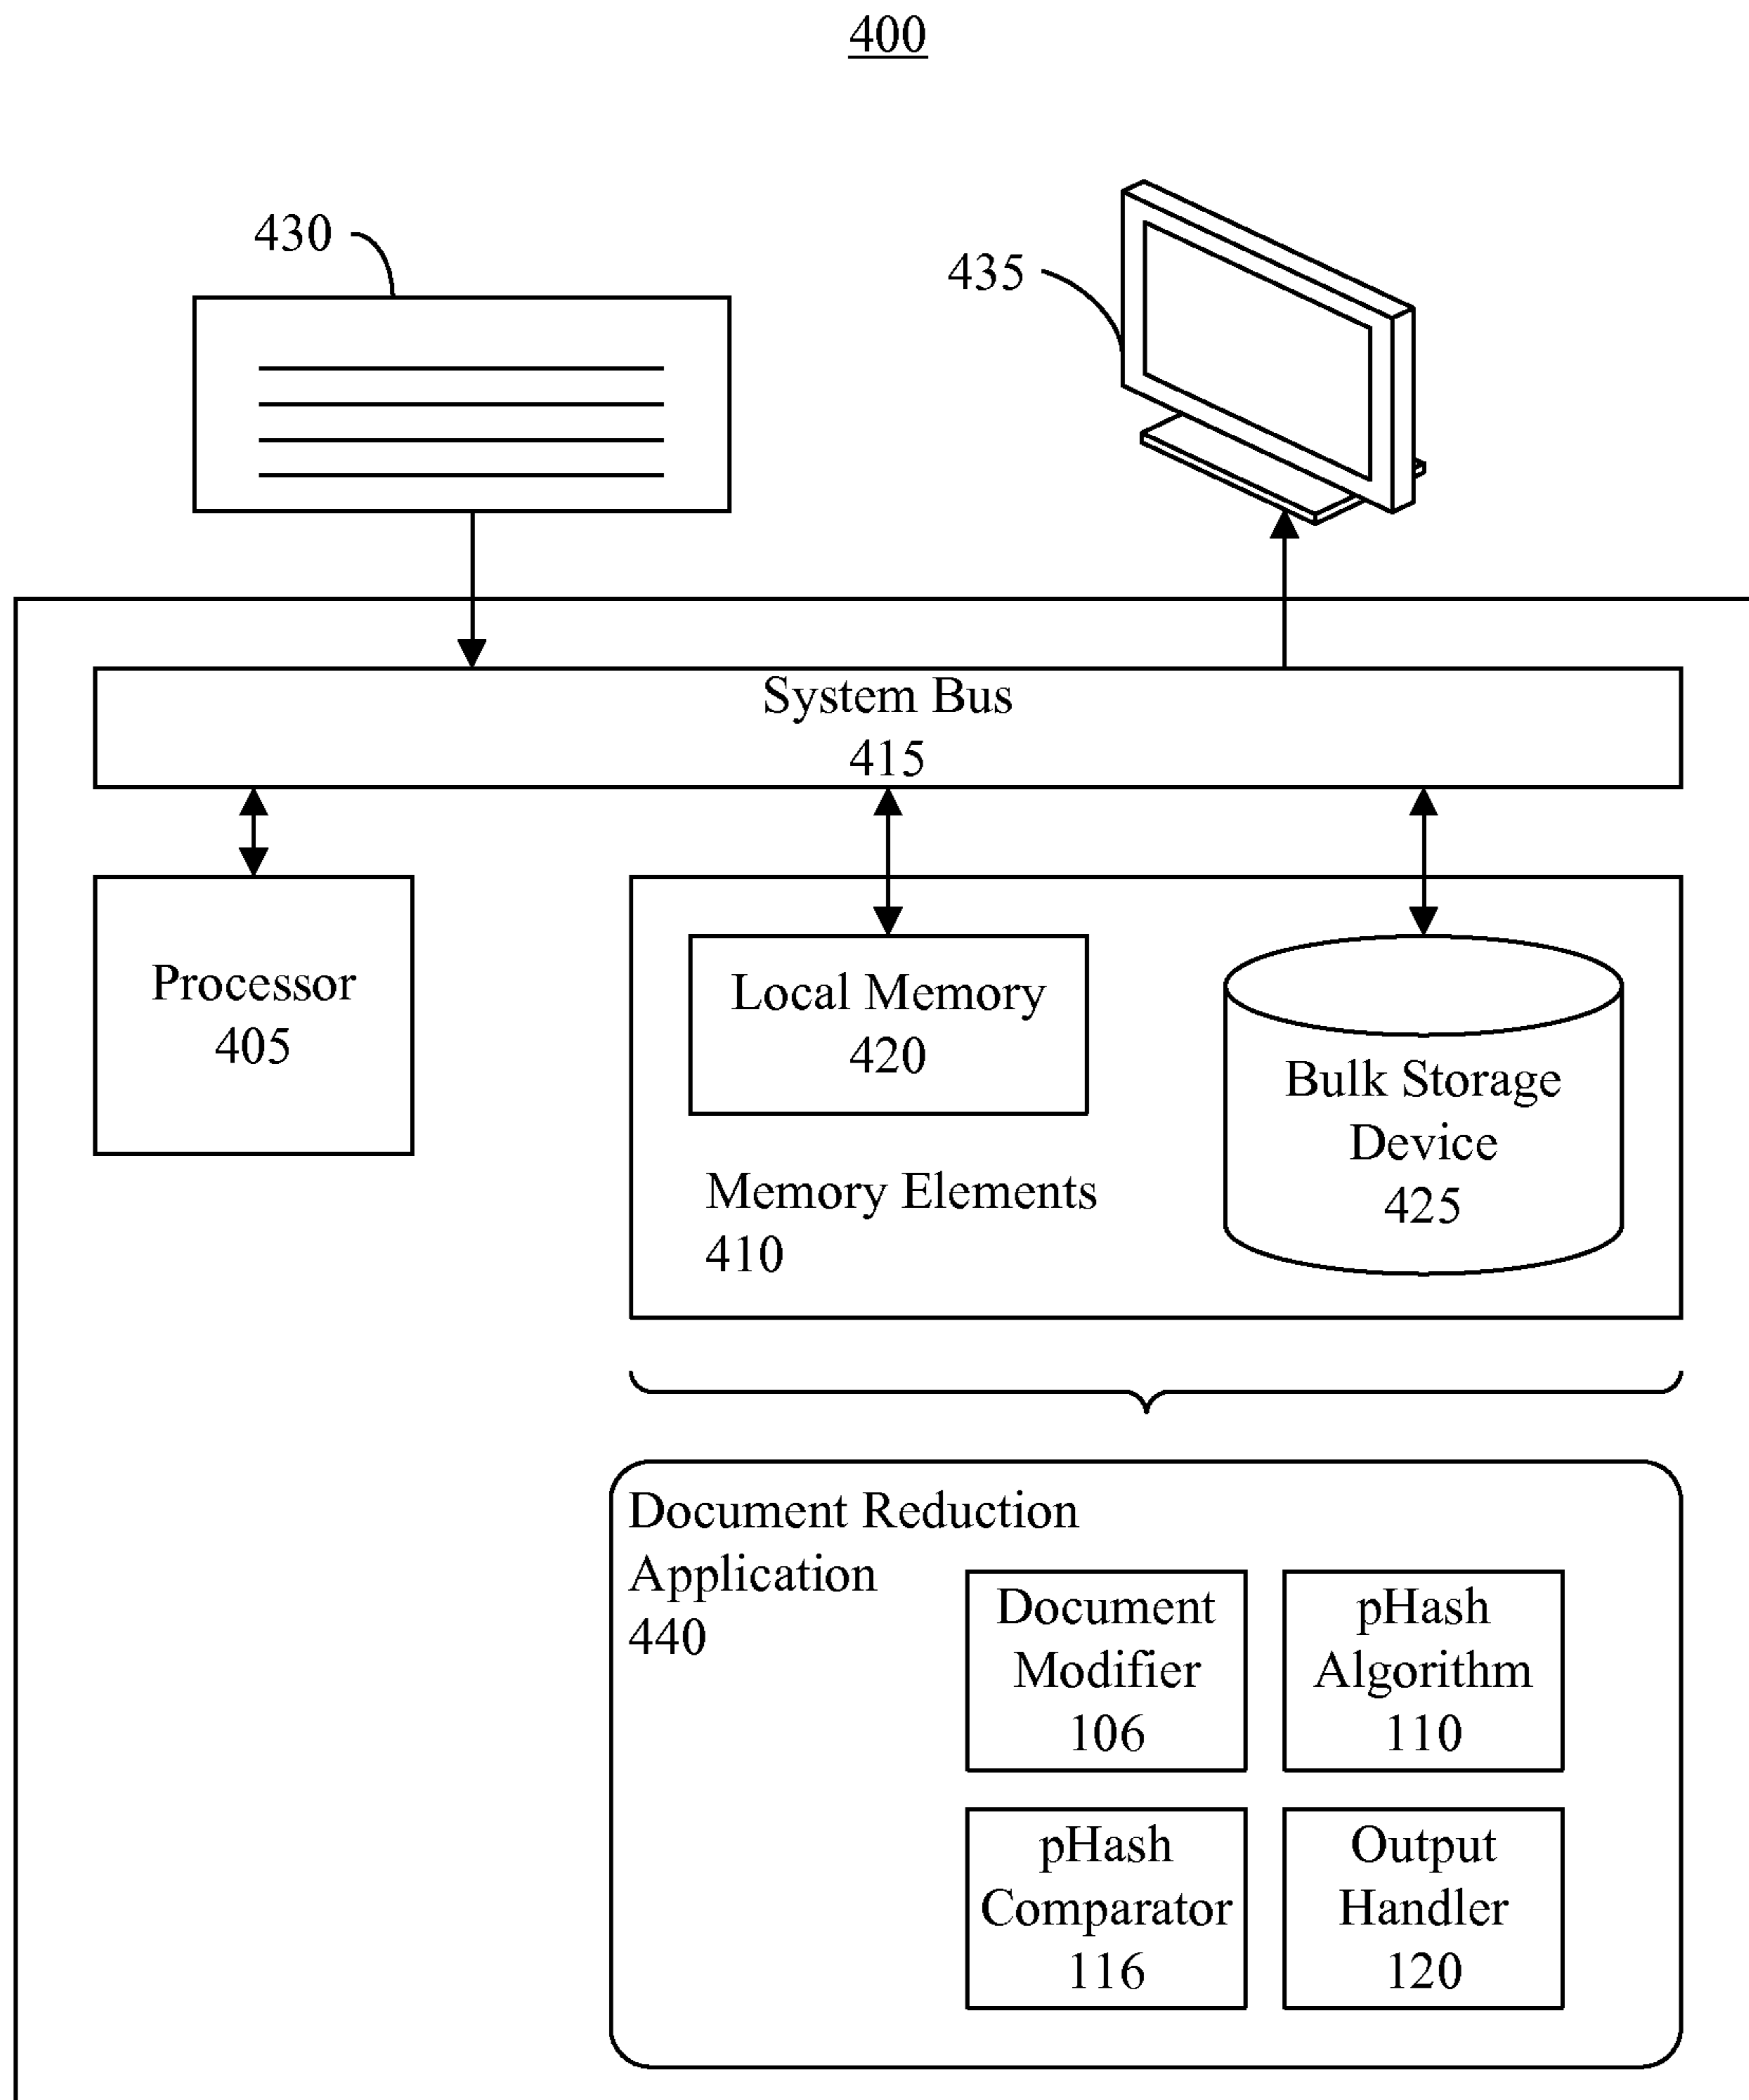 400
430
435
System Bus
415
Processor
405
Local Memory
420
Bulk Storage
Device
425
Memory Elements
410
Document Reduction
Application
440
Document
Modifier
106
pHash
Algorithm
110
pHash
Comparator
116
Output
Handler
120